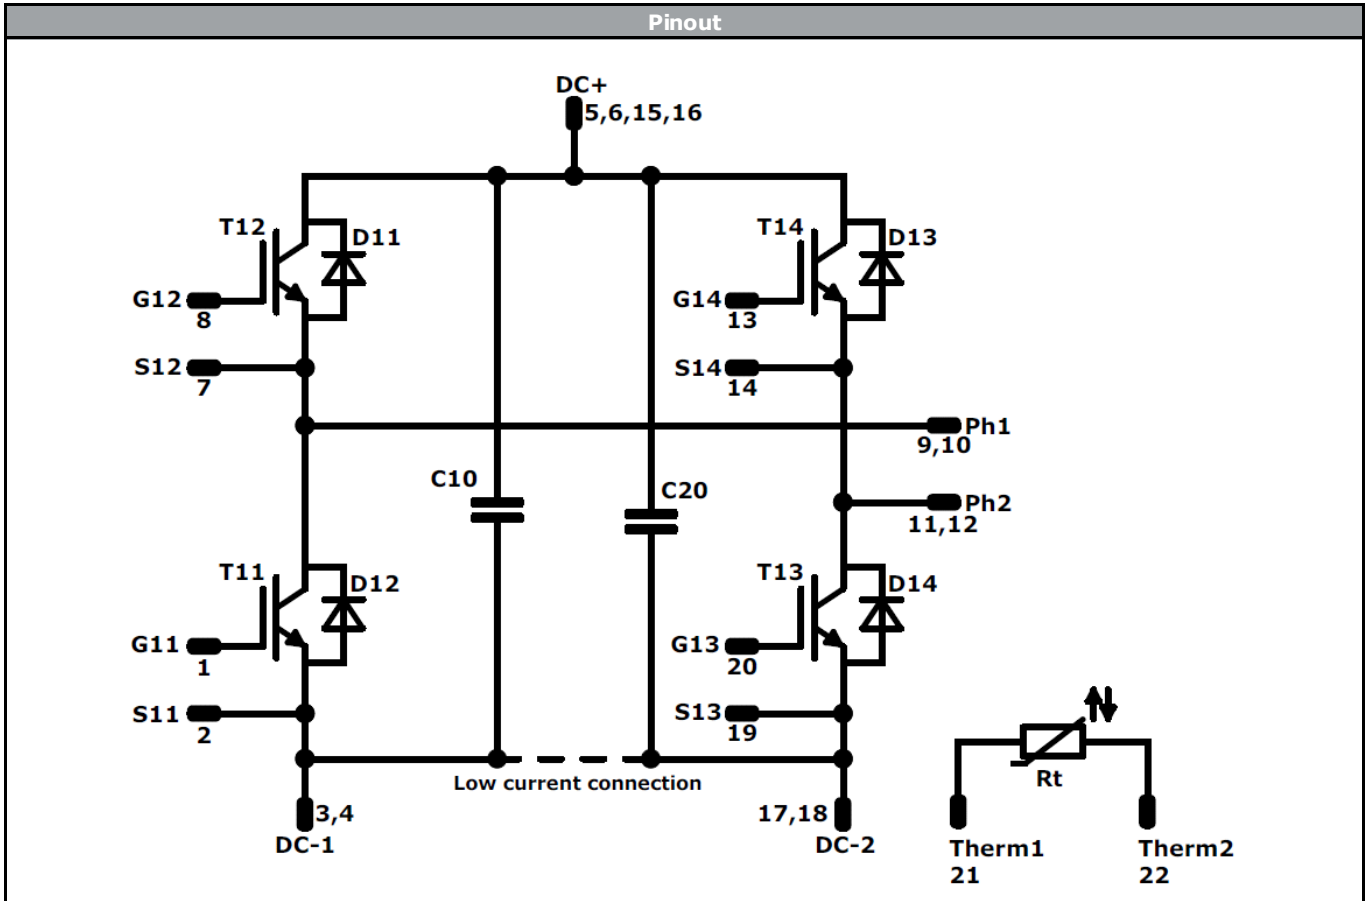 Pinout
DC+
5,6,15,16
T12
D11
T14
D13
G12
8
G14
13
S12
7
S14
14
Ph1
9,10
C10
C20
Ph2
11,12
T11
D12
T13
D14
G11
1
G13
20
S11
2
S13
19
Low current connection
Rt
3,4
DC-1
17,18
DC-2
Therm1
21
Therm2
22